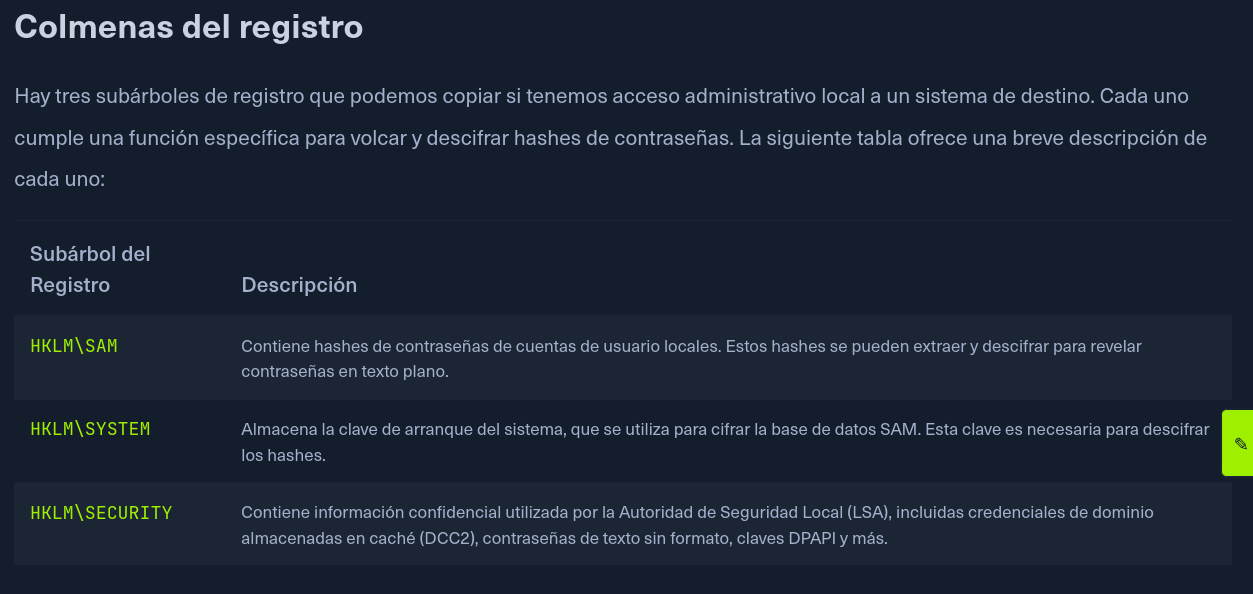 Colmenas del registro
Hay tres subárboles de registro que podemos copiar si tenemos acceso administrativo local a un sistema de destino. Cada uno
cumple una función específica para volcar y descifrar hashes de contraseñas. La siguiente tabla ofrece una breve descripción de
cada uno:
Subárbol del
Registro
Descripción
HKLM\SAM
Contiene hashes de contraseñas de cuentas de usuario locales. Estos hashes se pueden extraer y descifrar para revelar
contraseñas en texto plano.
HKLM\SYSTEM
Almacena la clave de arranque del sistema, que se utiliza para cifrar la base de datos SAM. Esta clave es necesaria para descifrar
los hashes.
HKLM\SECURITY
Contiene información confidencial utilizada por la Autoridad de Seguridad Local (LSA), incluidas credenciales de dominio
almacenadas en caché (DCC2), contraseñas de texto sin formato, claves DPAPI y más.